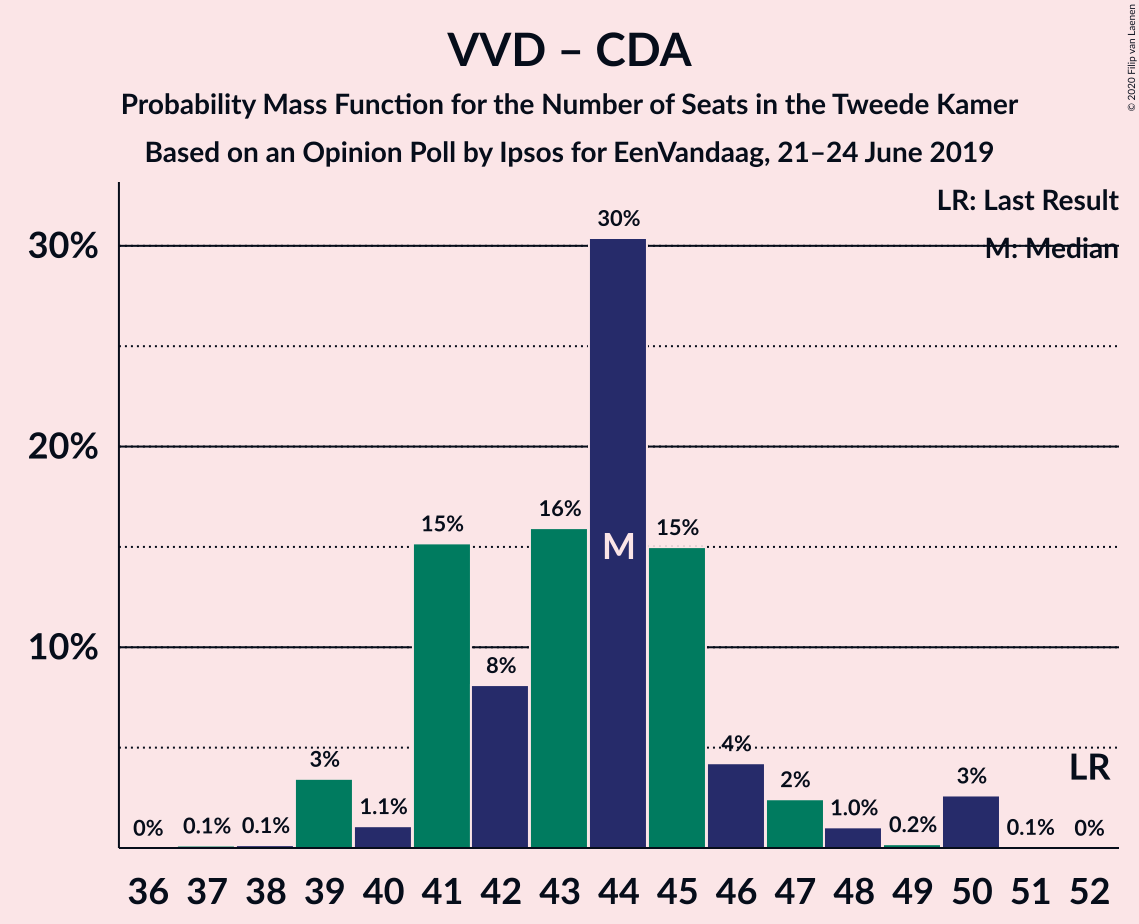 VVD – CDA
Probability Mass Function for the Number of Seats in the Tweede Kamer
Based on an Opinion Poll by Ipsos for EenVandaag, 21–24 June 2019
© 2020 Filip van Laenen
LR: Last Result
M: Median
30%
20%
10%
0%
0.1%
0.1%
3%
1.1%
15%
8%
16%
30%
15%
4%
2%
1.0%
0.2%
3%
0.1%
0%
M
LR
36 37 38 39 40 41 42 43 44 45 46 47 48 49 50 51 52